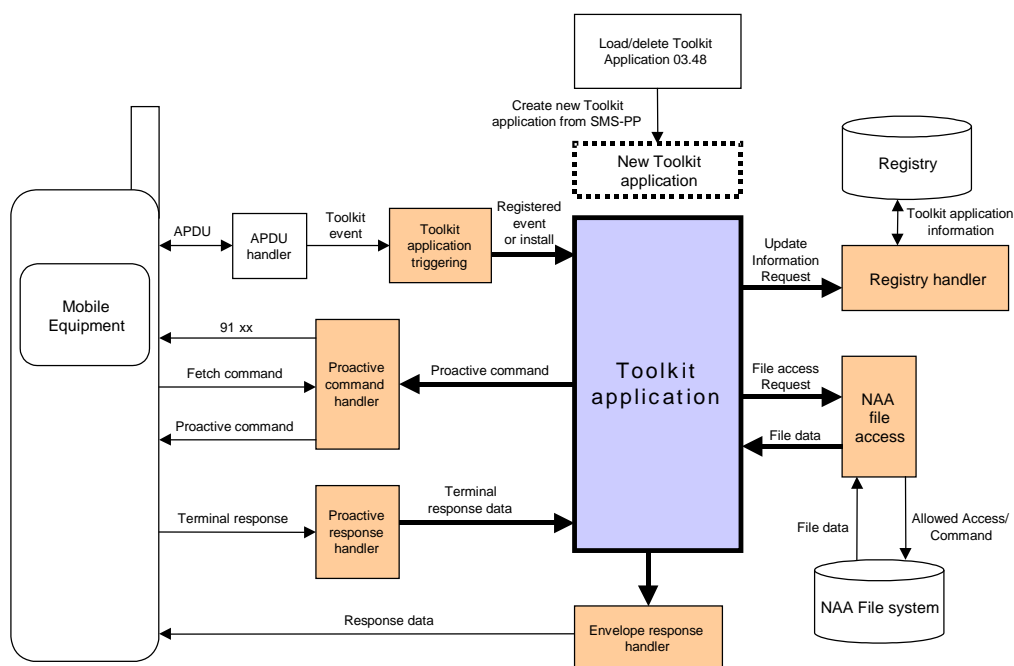 Load/delete Toolkit
Application 03.48
Create new Toolkit
application from SMS-PP
New Toolkit
application
Registry
Toolkit application
information
Registry handler
Update
Information
Request
Registered
event
or install
Toolkit
application
triggering
Toolkit
event
APDU
handler
APDU
Mobile
Equipment
91 xx
Fetch command
Proactive command
Proactive
command
handler
Proactive command
Toolkit
application
File access
Request
File data
NAA
file
access
File data
Allowed Access/
Command
NAA File system
Terminal response
Proactive
response
handler
Terminal
response data
Response data
Envelope response
handler